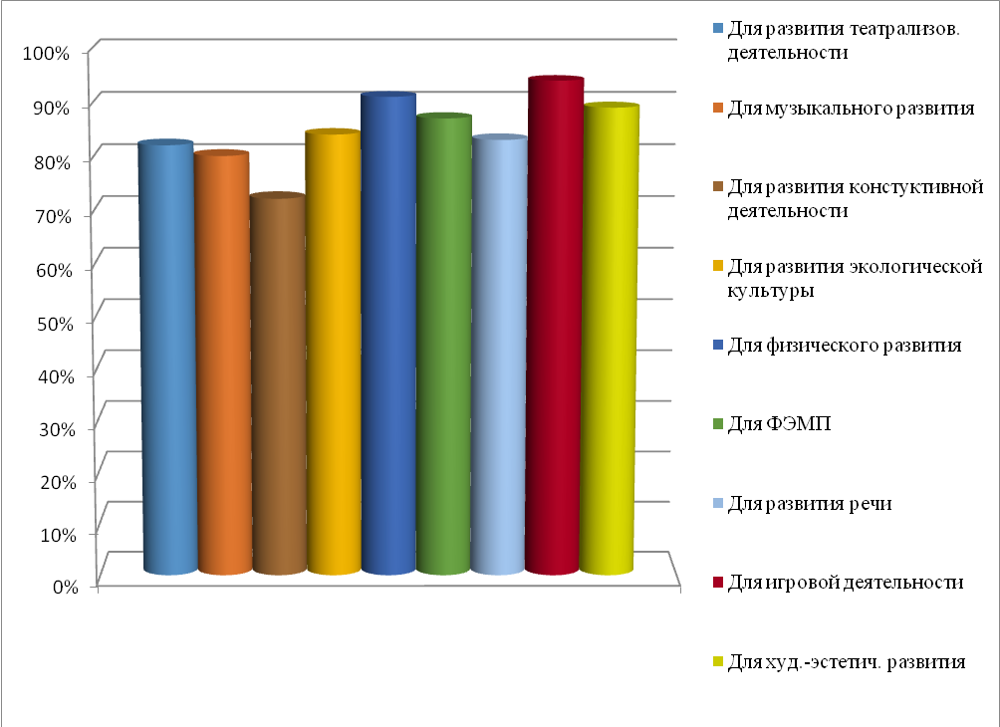 100%
90%
80%
70%
60%
50%
40%
30%
20%
10%
0%
Для развития театрализов.
деятельности
Для музыкального развития
Для развития констуктивной
деятельности
Для развития экологической
культуры
Для физического развития
Для ФЭМП
Для развития речи
Для игровой деятельности
Для худ.-эстетич. развития